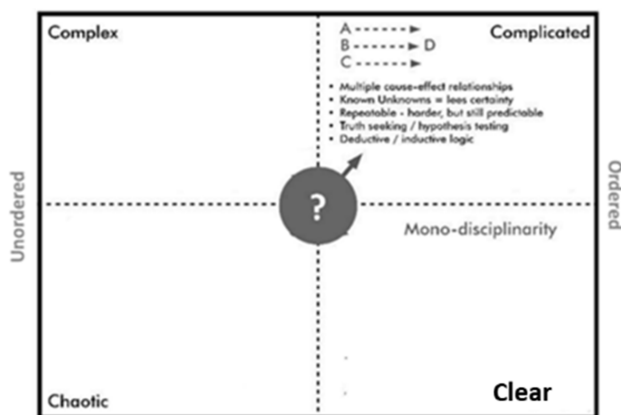 Complex
Complicated
A
B D
C
• Multiple cause-effect relationships
• Known Unknowns = lees certainty
• Repeatable - harder, but still predictable
• Truth seeking / hypothesis testing
• Deductive / inductive logic
Unordered
?
Ordered
Mono-disciplinarity
Chaotic
Clear